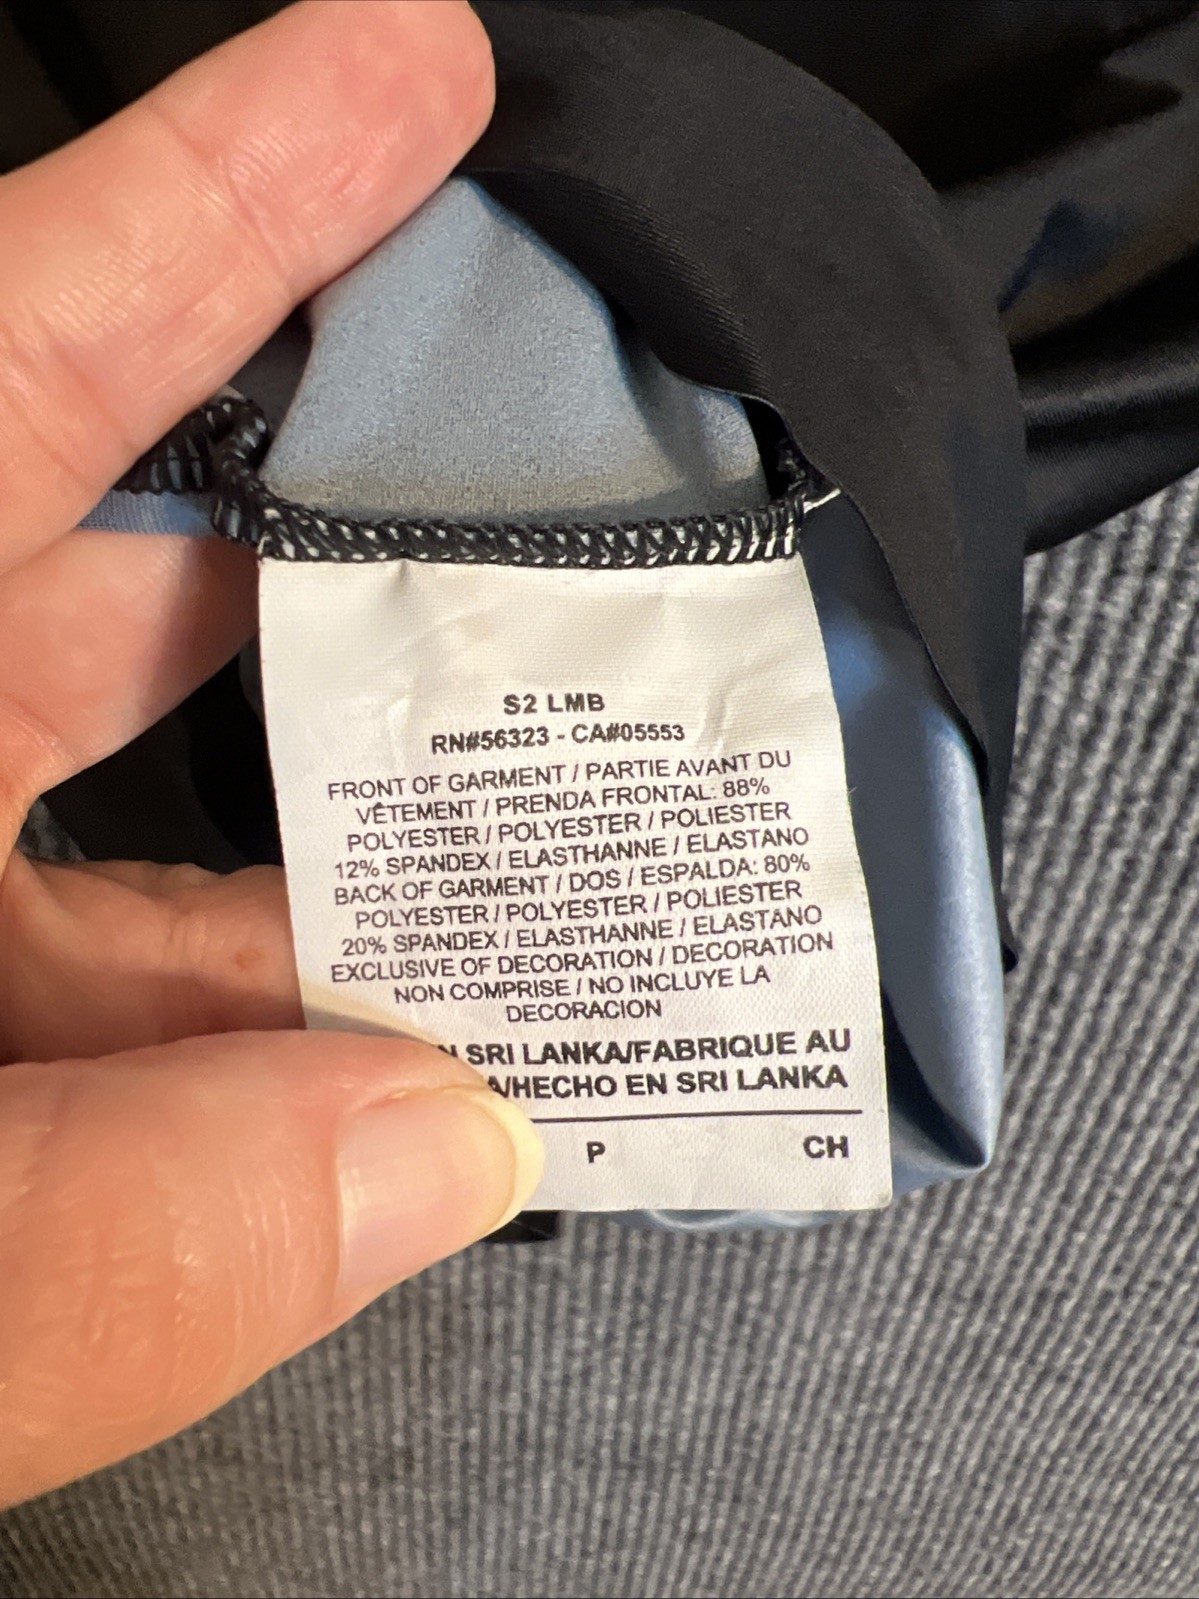 S2 LMB
RN#56323 - CA#05553
FRONT OF GARMENT / PARTIE AVANT DU
VÊTEMENT / PRENDA FRONTAL: 88%
POLYESTER / POLYESTER / POLIESTER
12% SPANDEX / ELASTHANNE / ELASTANO
BACK OF GARMENT / DOS / ESPALDA: 80%
POLYESTER / POLYESTER / POLIESTER
20% SPANDEX / ELASTHANNE / ELASTANO
EXCLUSIVE OF DECORATION / DECORATION
NON COMPRISE / NO INCLUYE LA
DECORACION
SRI LANKA/FABRIQUE AU
/HECHO EN SRI LANKA
P CH